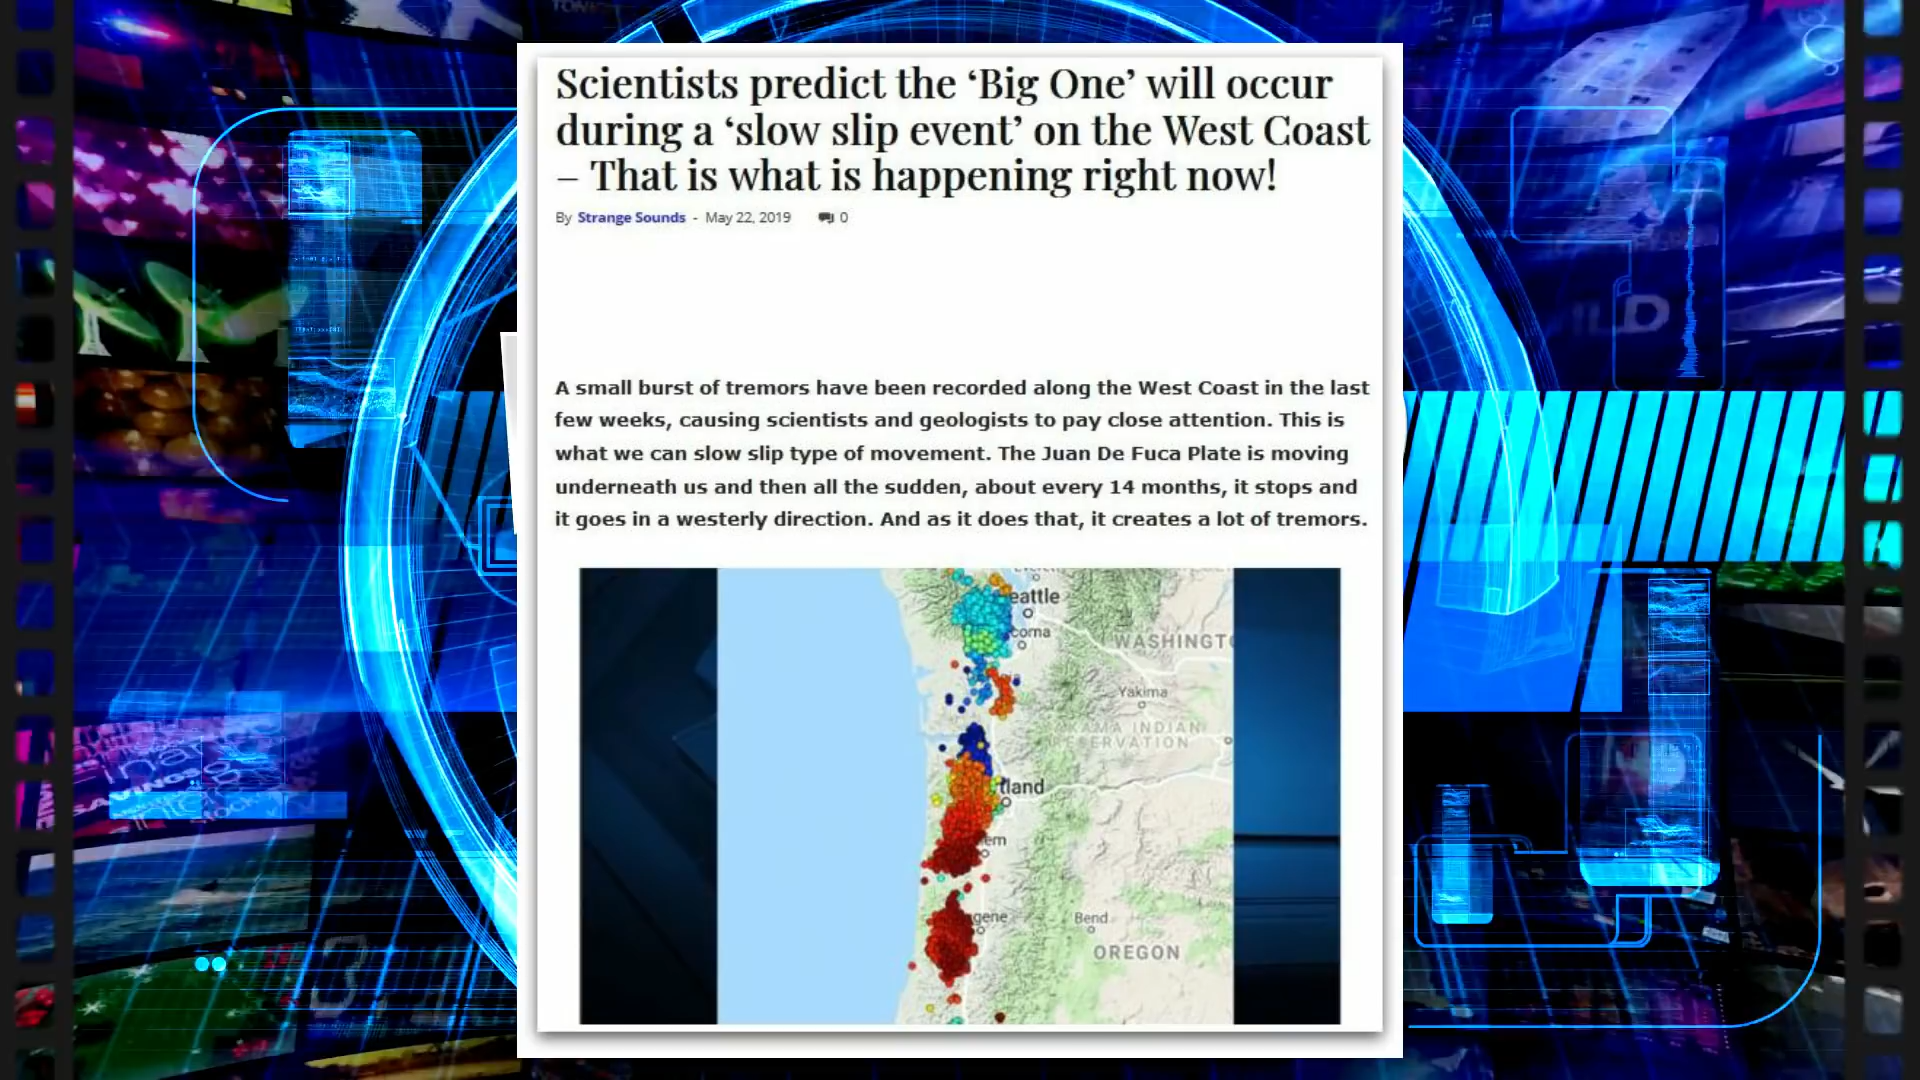 Scientists predict the ‘Big One’ will occur
during a ‘slow slip event’ on the West Coast
– That is what is happening right now!
By Strange Sounds - May 22, 2019 0
A small burst of tremors have been recorded along the West Coast in the last
few weeks, causing scientists and geologists to pay close attention. This is
what we can slow slip type of movement. The Juan De Fuca Plate is moving
underneath us and then all the sudden, about every 14 months, it stops and
it goes in a westerly direction. And as it does that, it creates a lot of tremors.
eattle
coma
WASHINGT
Yakima
AMA INDIAN
ESERVATION
tland
em
gene
Bend
OREGON
SAVINGS
ILD